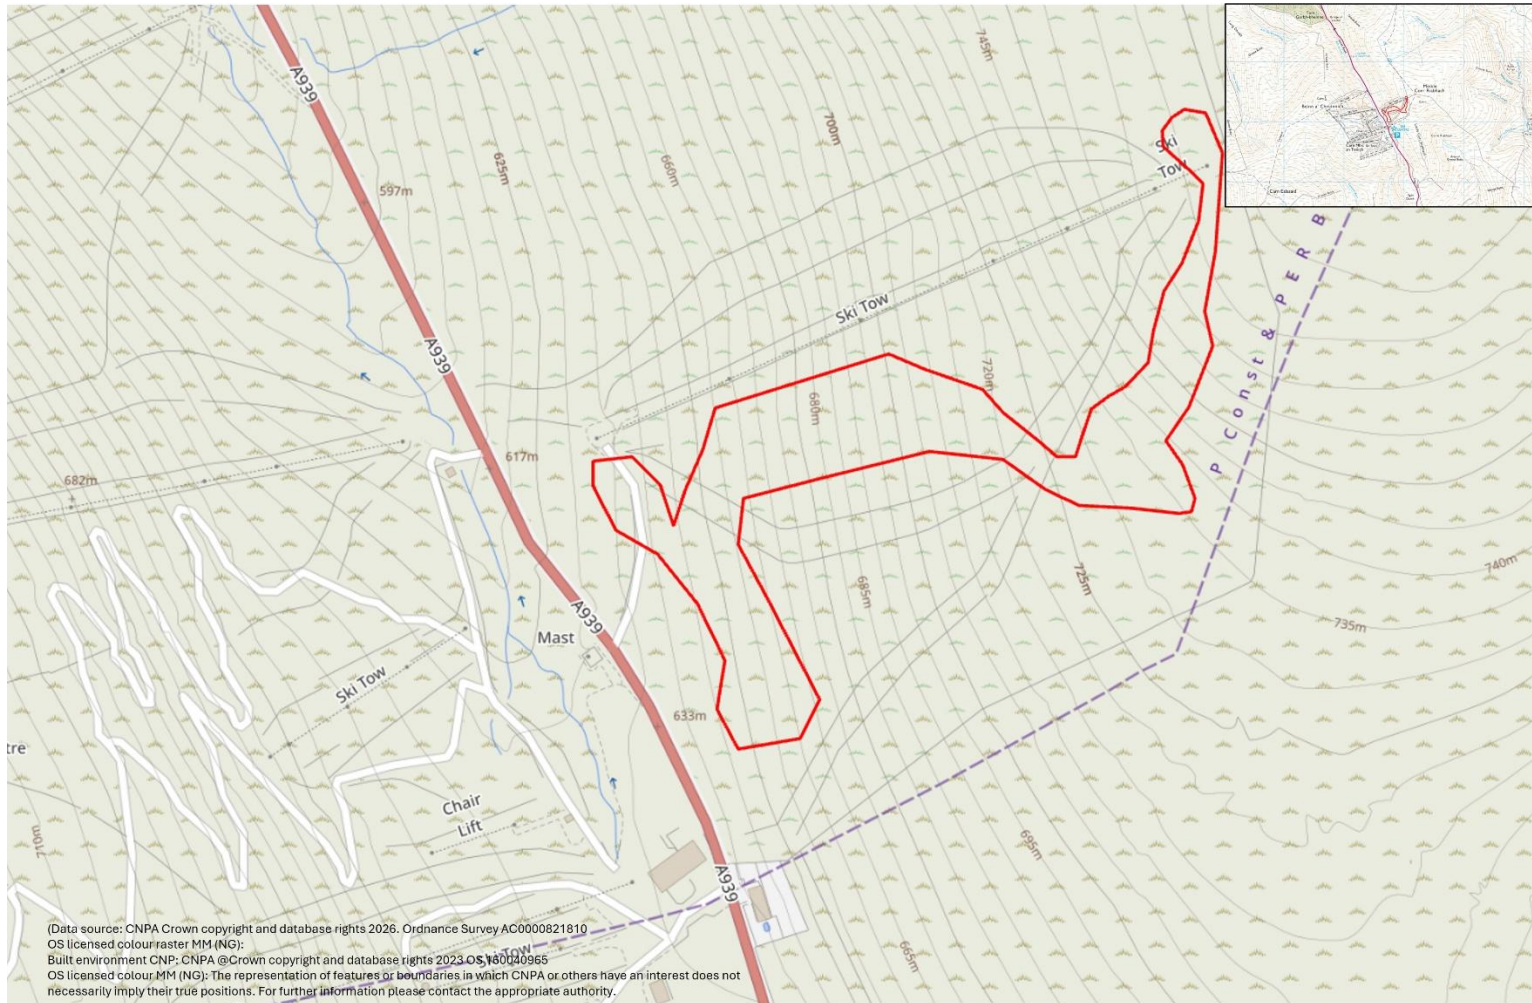 A939
745m
700m
660m
625m
597m
Ski
Tow
Ski Tow
A939
720m
680m
617m
682m
P Const & P E R B
685m
725m
740m
735m
A939
Mast
Ski Tow
633m
tre
Chair
Lift
710m
695m
A939
665m
Ski Tow
(Data source: CNPA Crown copyright and database rights 2026. Ordnance Survey AC0000821810
OS licensed colour raster MM (NG):
Built environment CNP: CNPA @Crown copyright and database rights 2023 OS 100040965
OS licensed colour MM (NG): The representation of features or boundaries in which CNPA or others have an interest does not
necessarily imply their true positions. For further information please contact the appropriate authority.